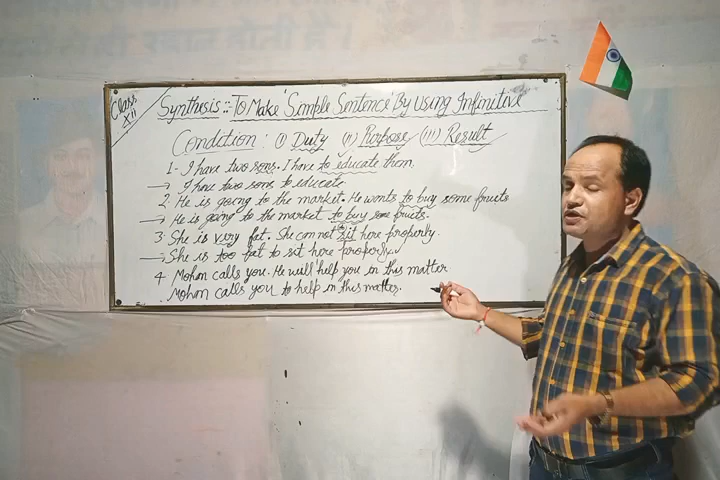 Class XII
Synthesis :- To Make 'Simple Sentence' By Using Infinitive
Condition : (i) Duty (ii) Purpose (iii) Result
1- I have two sons. I have to educate them.
→ I have two sons to educate
2. He is going to the market. He wants to buy some fruits
→ He is going to the market to buy some fruits.
3. She is very fat. She can not sit here properly.
→ She is too fat to sit here properly.
4 Mohan calls you. He will help you in this matter
Mohan calls you to help in this matter.